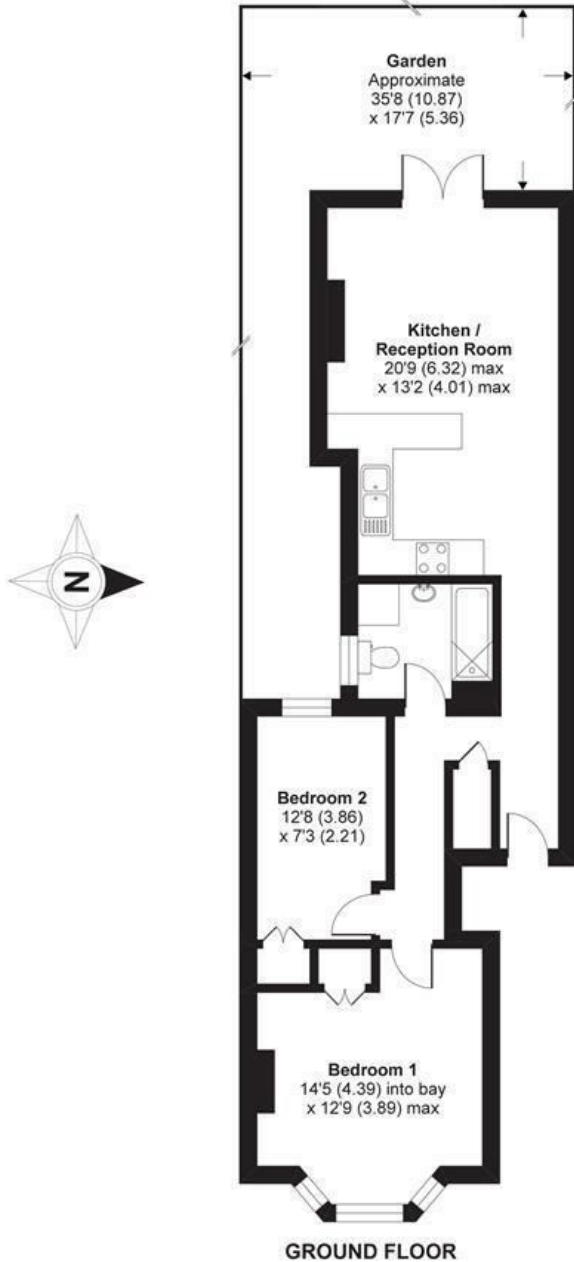 Garden
Approximate
35'8 (10.87)
x 17'7 (5.36)
Kitchen /
Reception Room
20'9 (6.32) max
x 13'2 (4.01) max
N
Bedroom 2
12'8 (3.86)
x 7'3 (2.21)
Bedroom 1
14'5 (4.39) into bay
x 12'9 (3.89) max
GROUND FLOOR